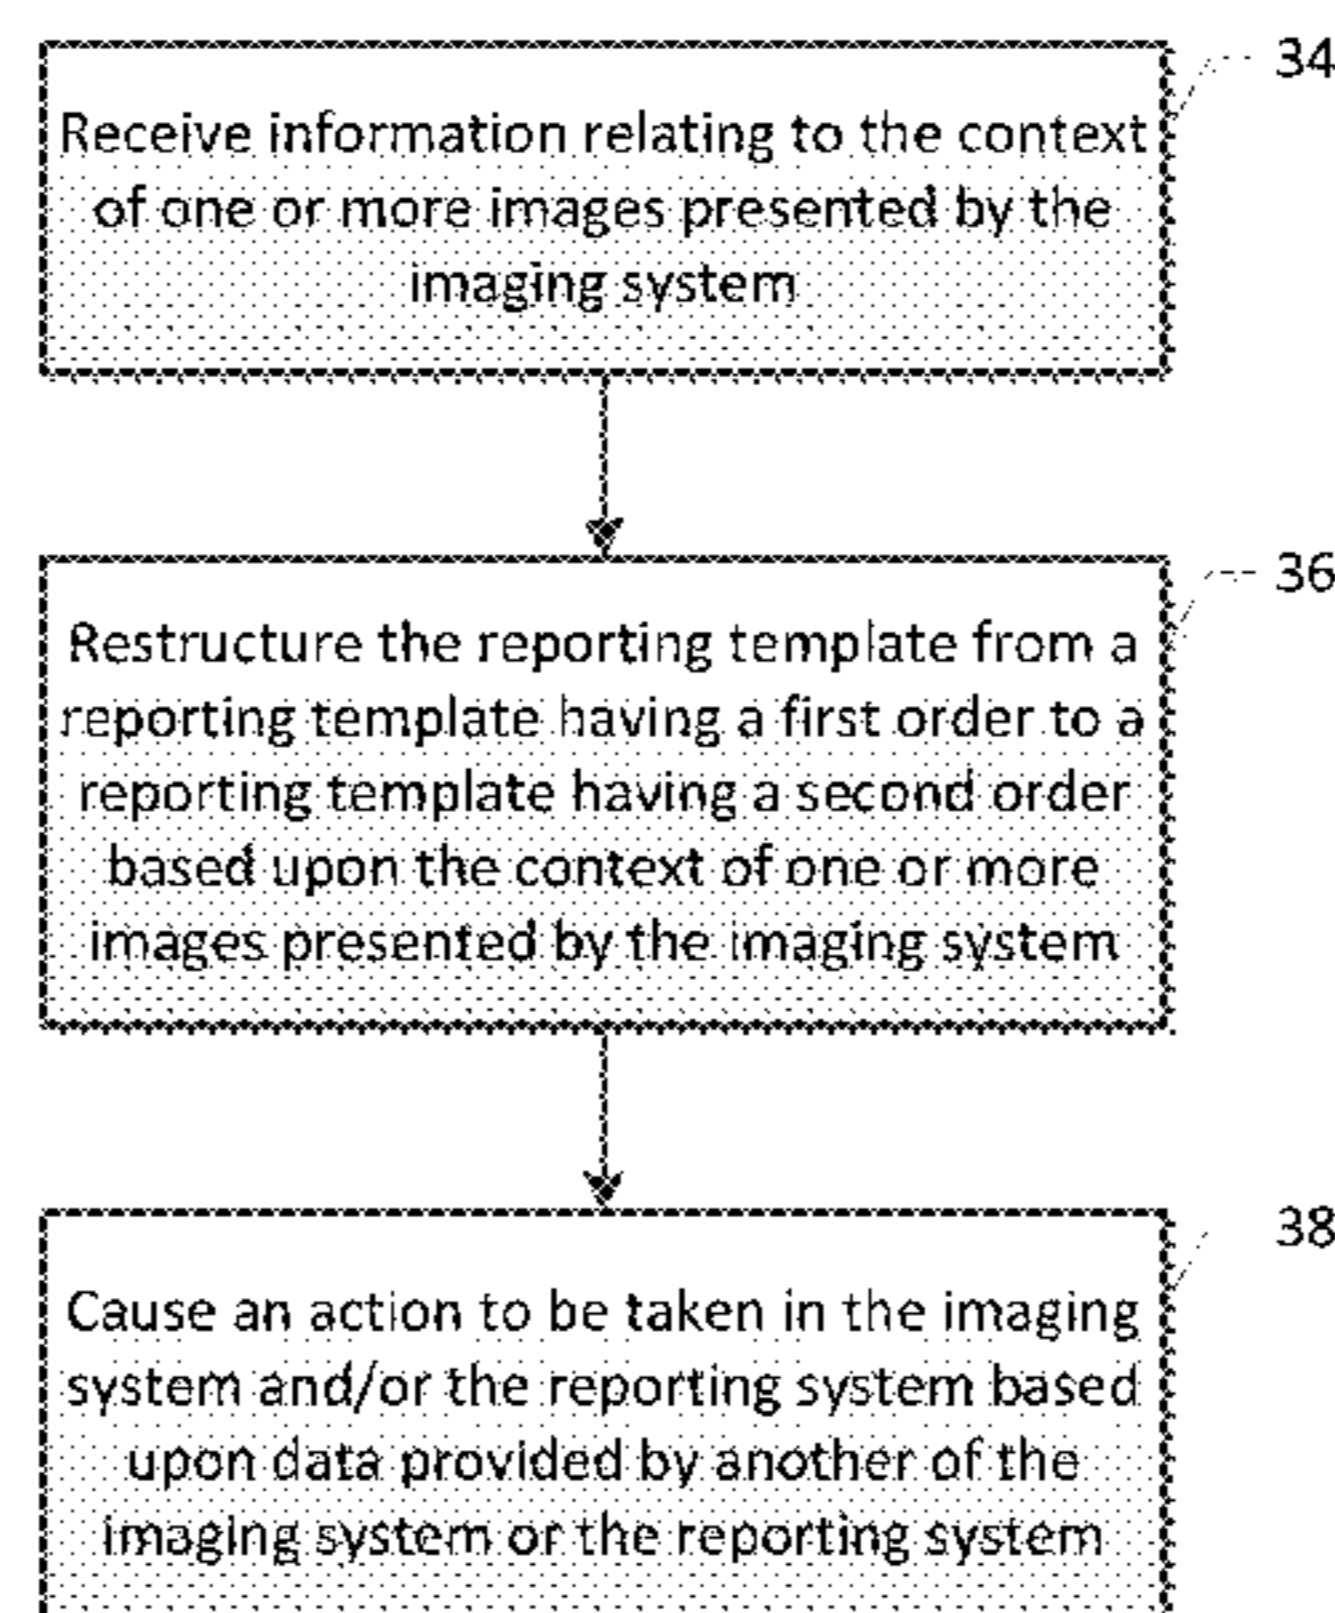 34
Receive information relating to the context
of one or more images presented by the
imaging system
36
Restructure the reporting template from a
reporting template having a first order to a
reporting template having a second order
based upon the context of one or more
images presented by the imaging system
38
Cause an action to be taken in the imaging
system and/or the reporting system based
upon data provided by another of the
imaging system or the reporting system